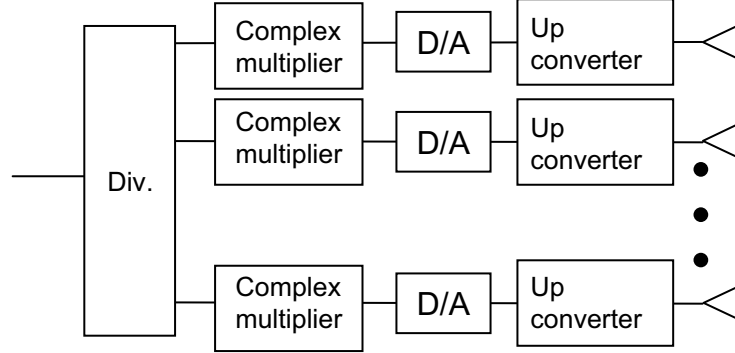 Complex
multiplier
D/A
Up
converter
Complex
multiplier
D/A
Up
converter
Div.
Complex
multiplier
D/A
Up
converter